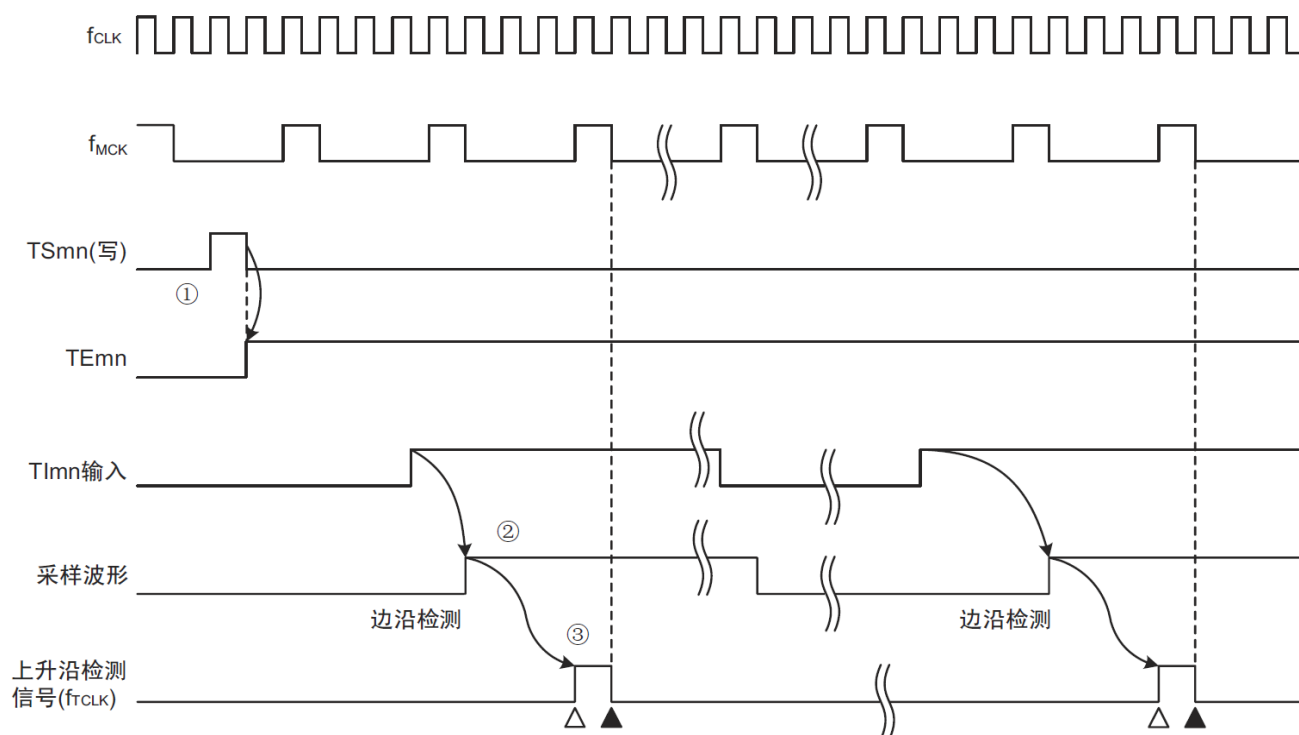 fCLK
fMCK
TSmn(写)
①
TEmn
TImn输入
②
采样波形
边沿检测
边沿检测
③
上升沿检测
信号(fTCLK)